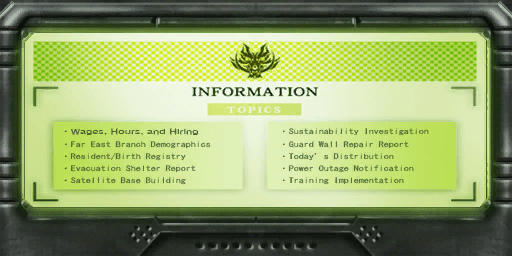 INFORMATION
TOPICS
・Wages, Hours, and Hiring
・Far East Branch Demographics
・Resident/Birth Registry
・Evacuation Shelter Report
・Satellite Base Building
・Sustainability Investigation
・Guard Wall Repair Report
・Today's Distribution
・Power Outage Notification
・Training Implementation